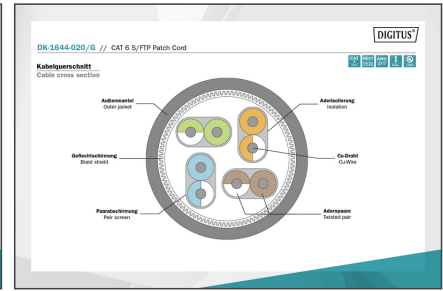 DIGITUS®
DK-1644-020/G // CAT 6 S/FTP Patch Cord
Kabelquerschnitt
Cable cross section
Außenmantel
Outer jacket
Aderisolierung
Isolation
Geflechtschirmung
Braid shield
Cu-Draht
Cu-Wire
Paarabschirmung
Pair screen
Adernpaare
Twisted pair